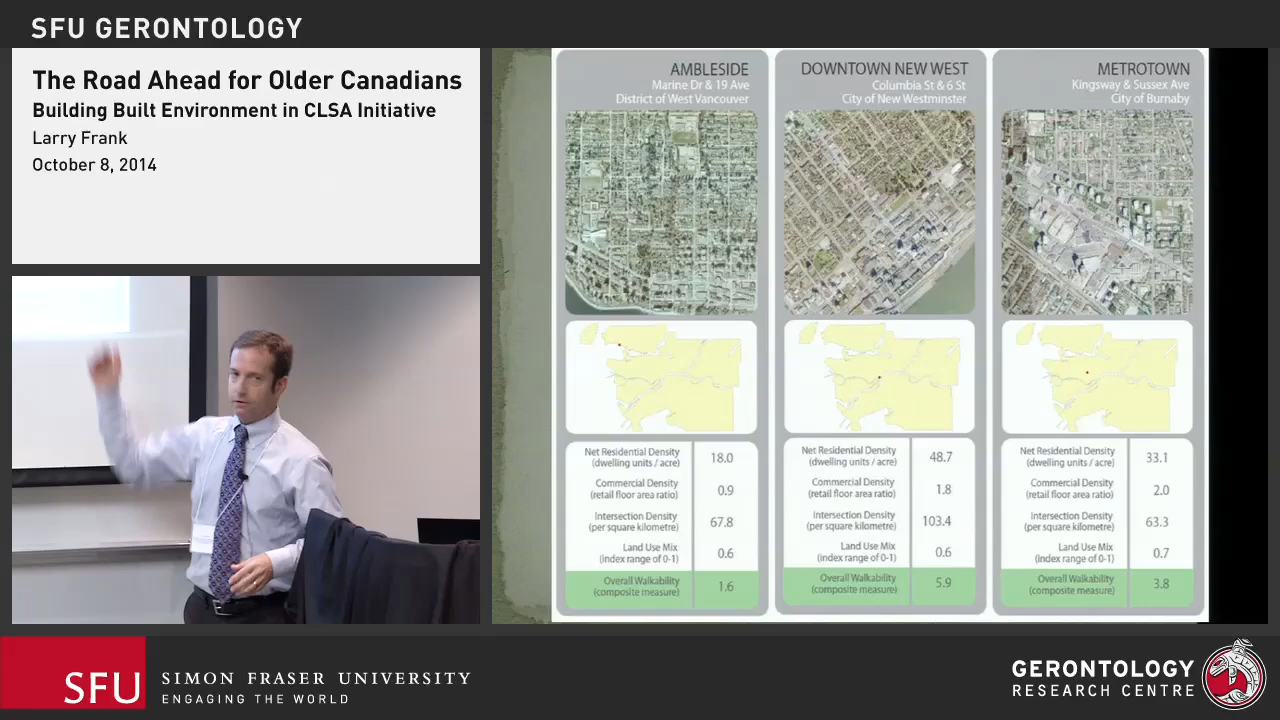 SFU GERONTOLOGY
The Road Ahead for Older Canadians
Building Built Environment in CLSA Initiative
Larry Frank
October 8, 2014
AMBLESIDE
Marine Dr & 19 Ave
District of West Vancouver
Net Residential Density
(dwelling units / acre)
18.0
Commercial Density
(retail floor area ratio)
0.9
Intersection Density
(per square kilometre)
67.8
Land Use Mix
(index range of 0-1)
0.6
Overall Walkability
(composite measure)
1.6
DOWNTOWN NEW WEST
Columbia St & 6 St
City of New Westminster
Net Residential Density
(dwelling units / acre)
48.7
Commercial Density
(retail floor area ratio)
1.8
Intersection Density
(per square kilometre)
103.4
Land Use Mix
(index range of 0-1)
0.6
Overall Walkability
(composite measure)
5.9
METROTOWN
Kingsway & Sussex Ave
City of Burnaby
Net Residential Density
(dwelling units / acre)
33.1
Commercial Density
(retail floor area ratio)
2.0
Intersection Density
(per square kilometre)
63.3
Land Use Mix
(index range of 0-1)
0.7
Overall Walkability
(composite measure)
3.8
SFU
SIMON FRASER UNIVERSITY
ENGAGING THE WORLD
GERONTOLOGY
RESEARCH CENTRE